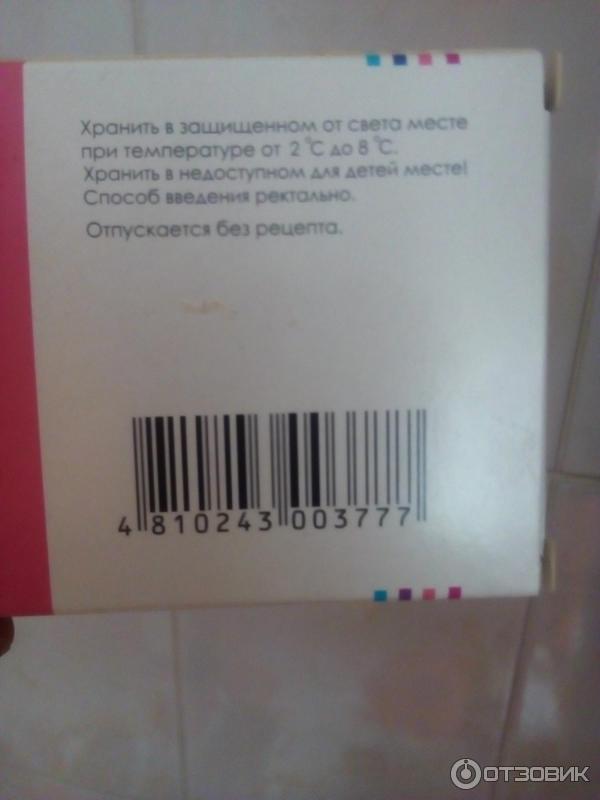 Хранить в защищенном от света месте
при температуре от 2 °С до 8 °С.
Хранить в недоступном для детей месте!
Способ введения ректально.
Отпускается без рецепта.
4 810243 003777
ОТЗОВИК